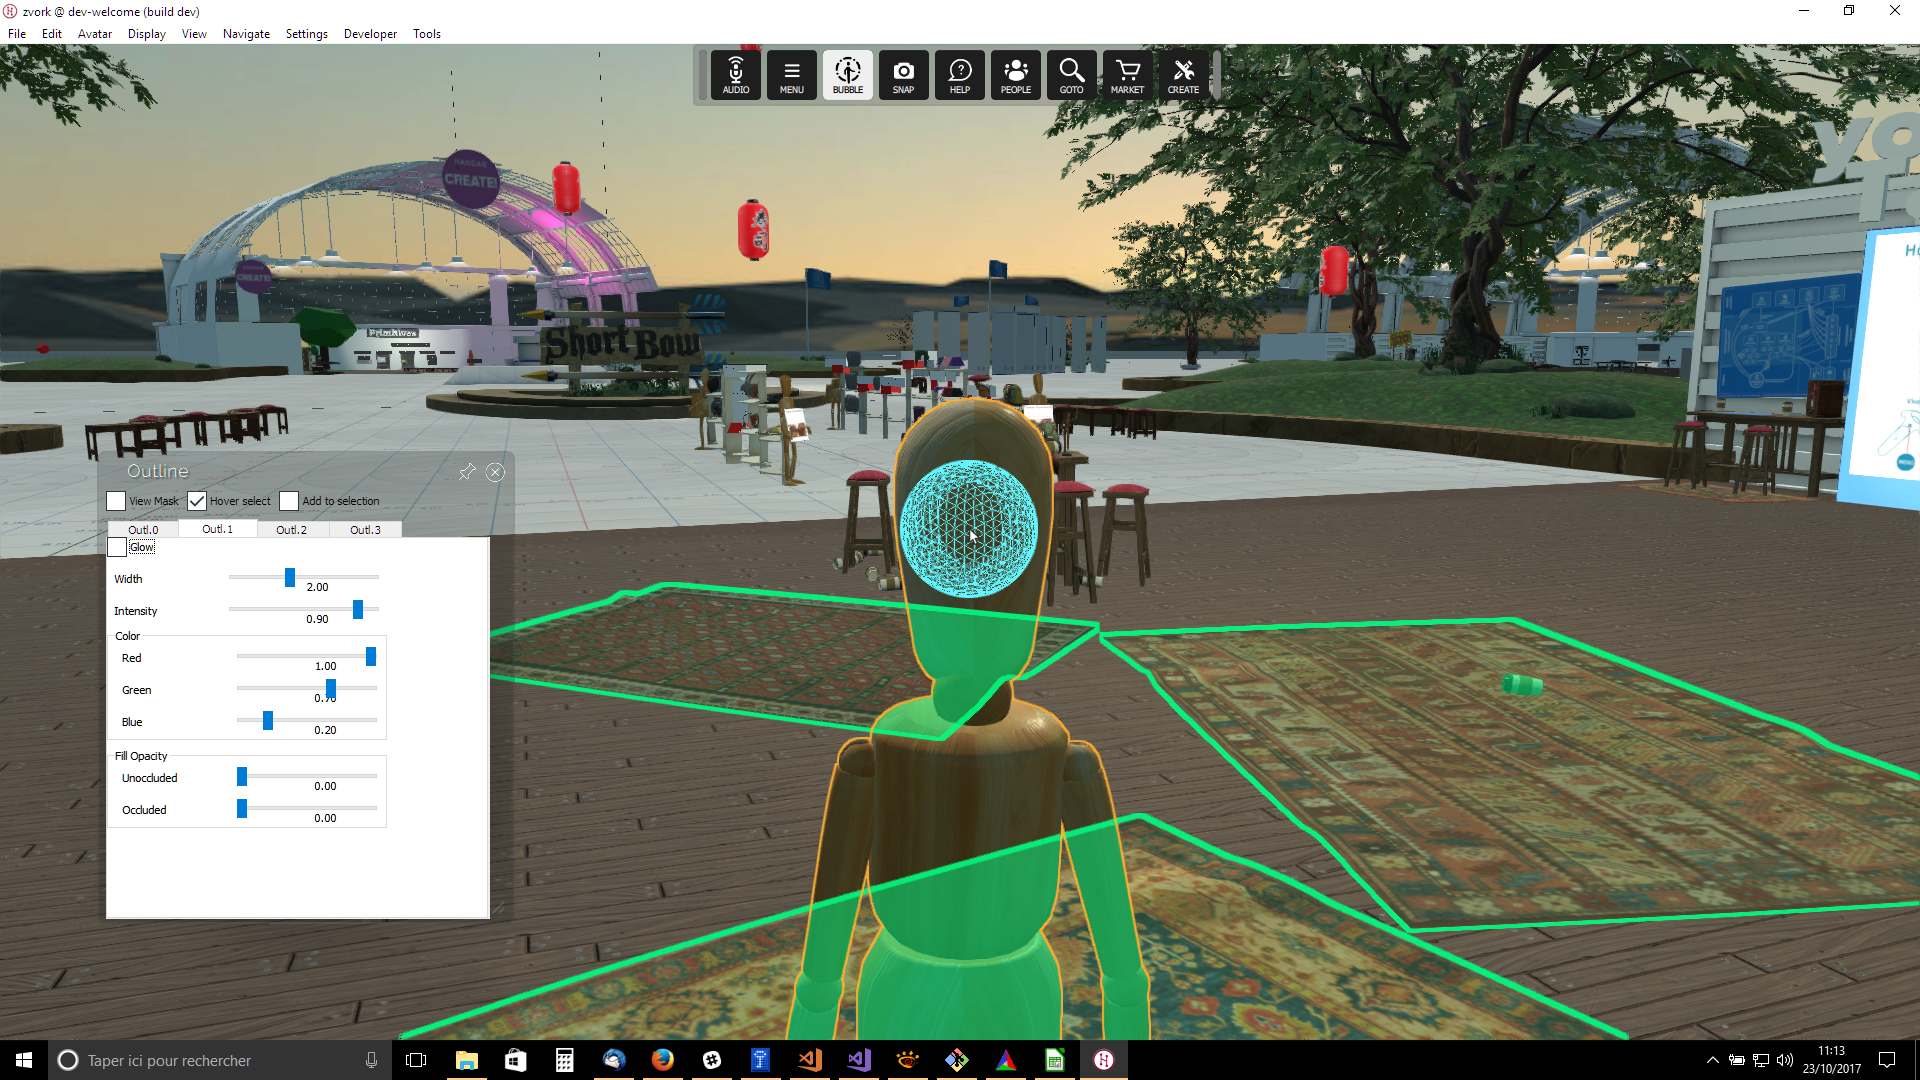 zvork @ dev-welcome (build dev)
File Edit Avatar Display View Navigate Settings Developer Tools
AUDIO MENU BUBBLE SNAP HELP PEOPLE GOTO MARKET CREATE
yo
CREATE!
CREATE!
Primitives
Short Bow
Outline
View Mask Hover select Add to selection
Outl.0 Outl.1 Outl.2 Outl.3
Glow
Width 2.00
Intensity 0.90
Color
Red 1.00
Green 0.70
Blue 0.20
Fill Opacity
Unoccluded 0.00
Occluded 0.00
Taper ici pour rechercher
11:13
23/10/2017